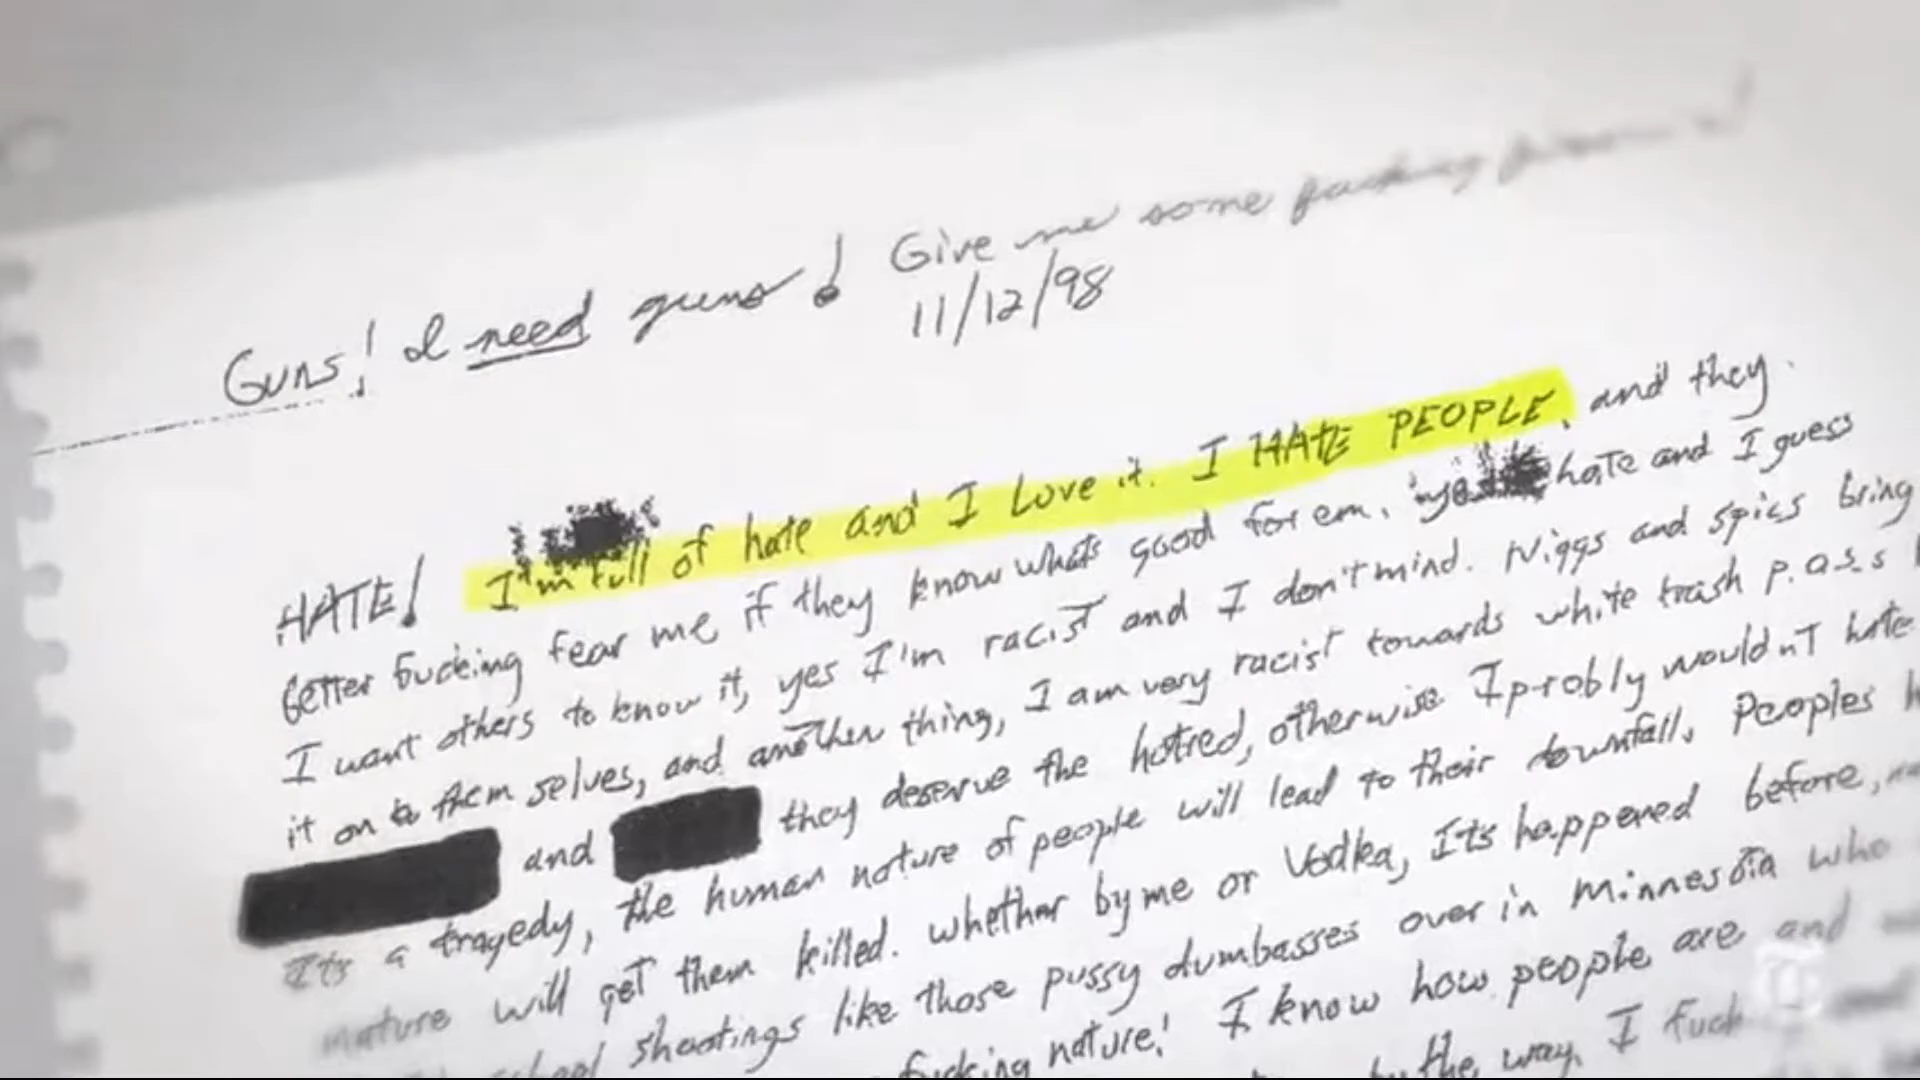 Guns! I need guns! Give me some fucking firearms!
11/12/98
HATE! I'm full of hate and I love it. I HATE PEOPLE, and they
better fucking fear me if they know whats good for em. yes hate and I guess
I want others to know it, yes I'm racist and I don't mind. Niggs and spics bring
it on to them selves, and another thing, I am very racist towards white trash p.o.s.s
and they deserve the hatred, otherwise I probly wouldn't hate
Its a tragedy, the human nature of people will lead to their downfall. Peoples
nature will get them killed. whether by me or Vodka, Its happened before,
school shootings like those pussy dumbasses over in Minnesotia who
fucking nature! I know how people are and
by the way, I